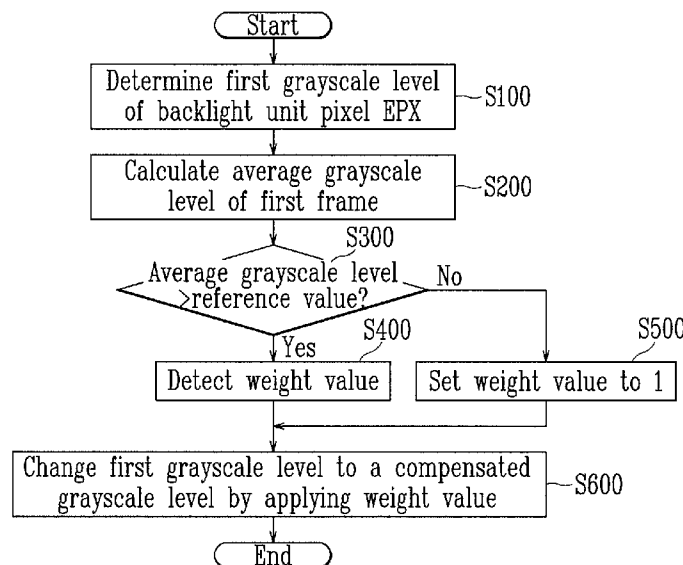 Start
Determine first grayscale level
of backlight unit pixel EPX
S100
Calculate average grayscale
level of first frame
S200
S300
Average grayscale level
>reference value?
No
Yes
S400
Detect weight value
S500
Set weight value to 1
Change first grayscale level to a compensated
grayscale level by applying weight value
S600
End